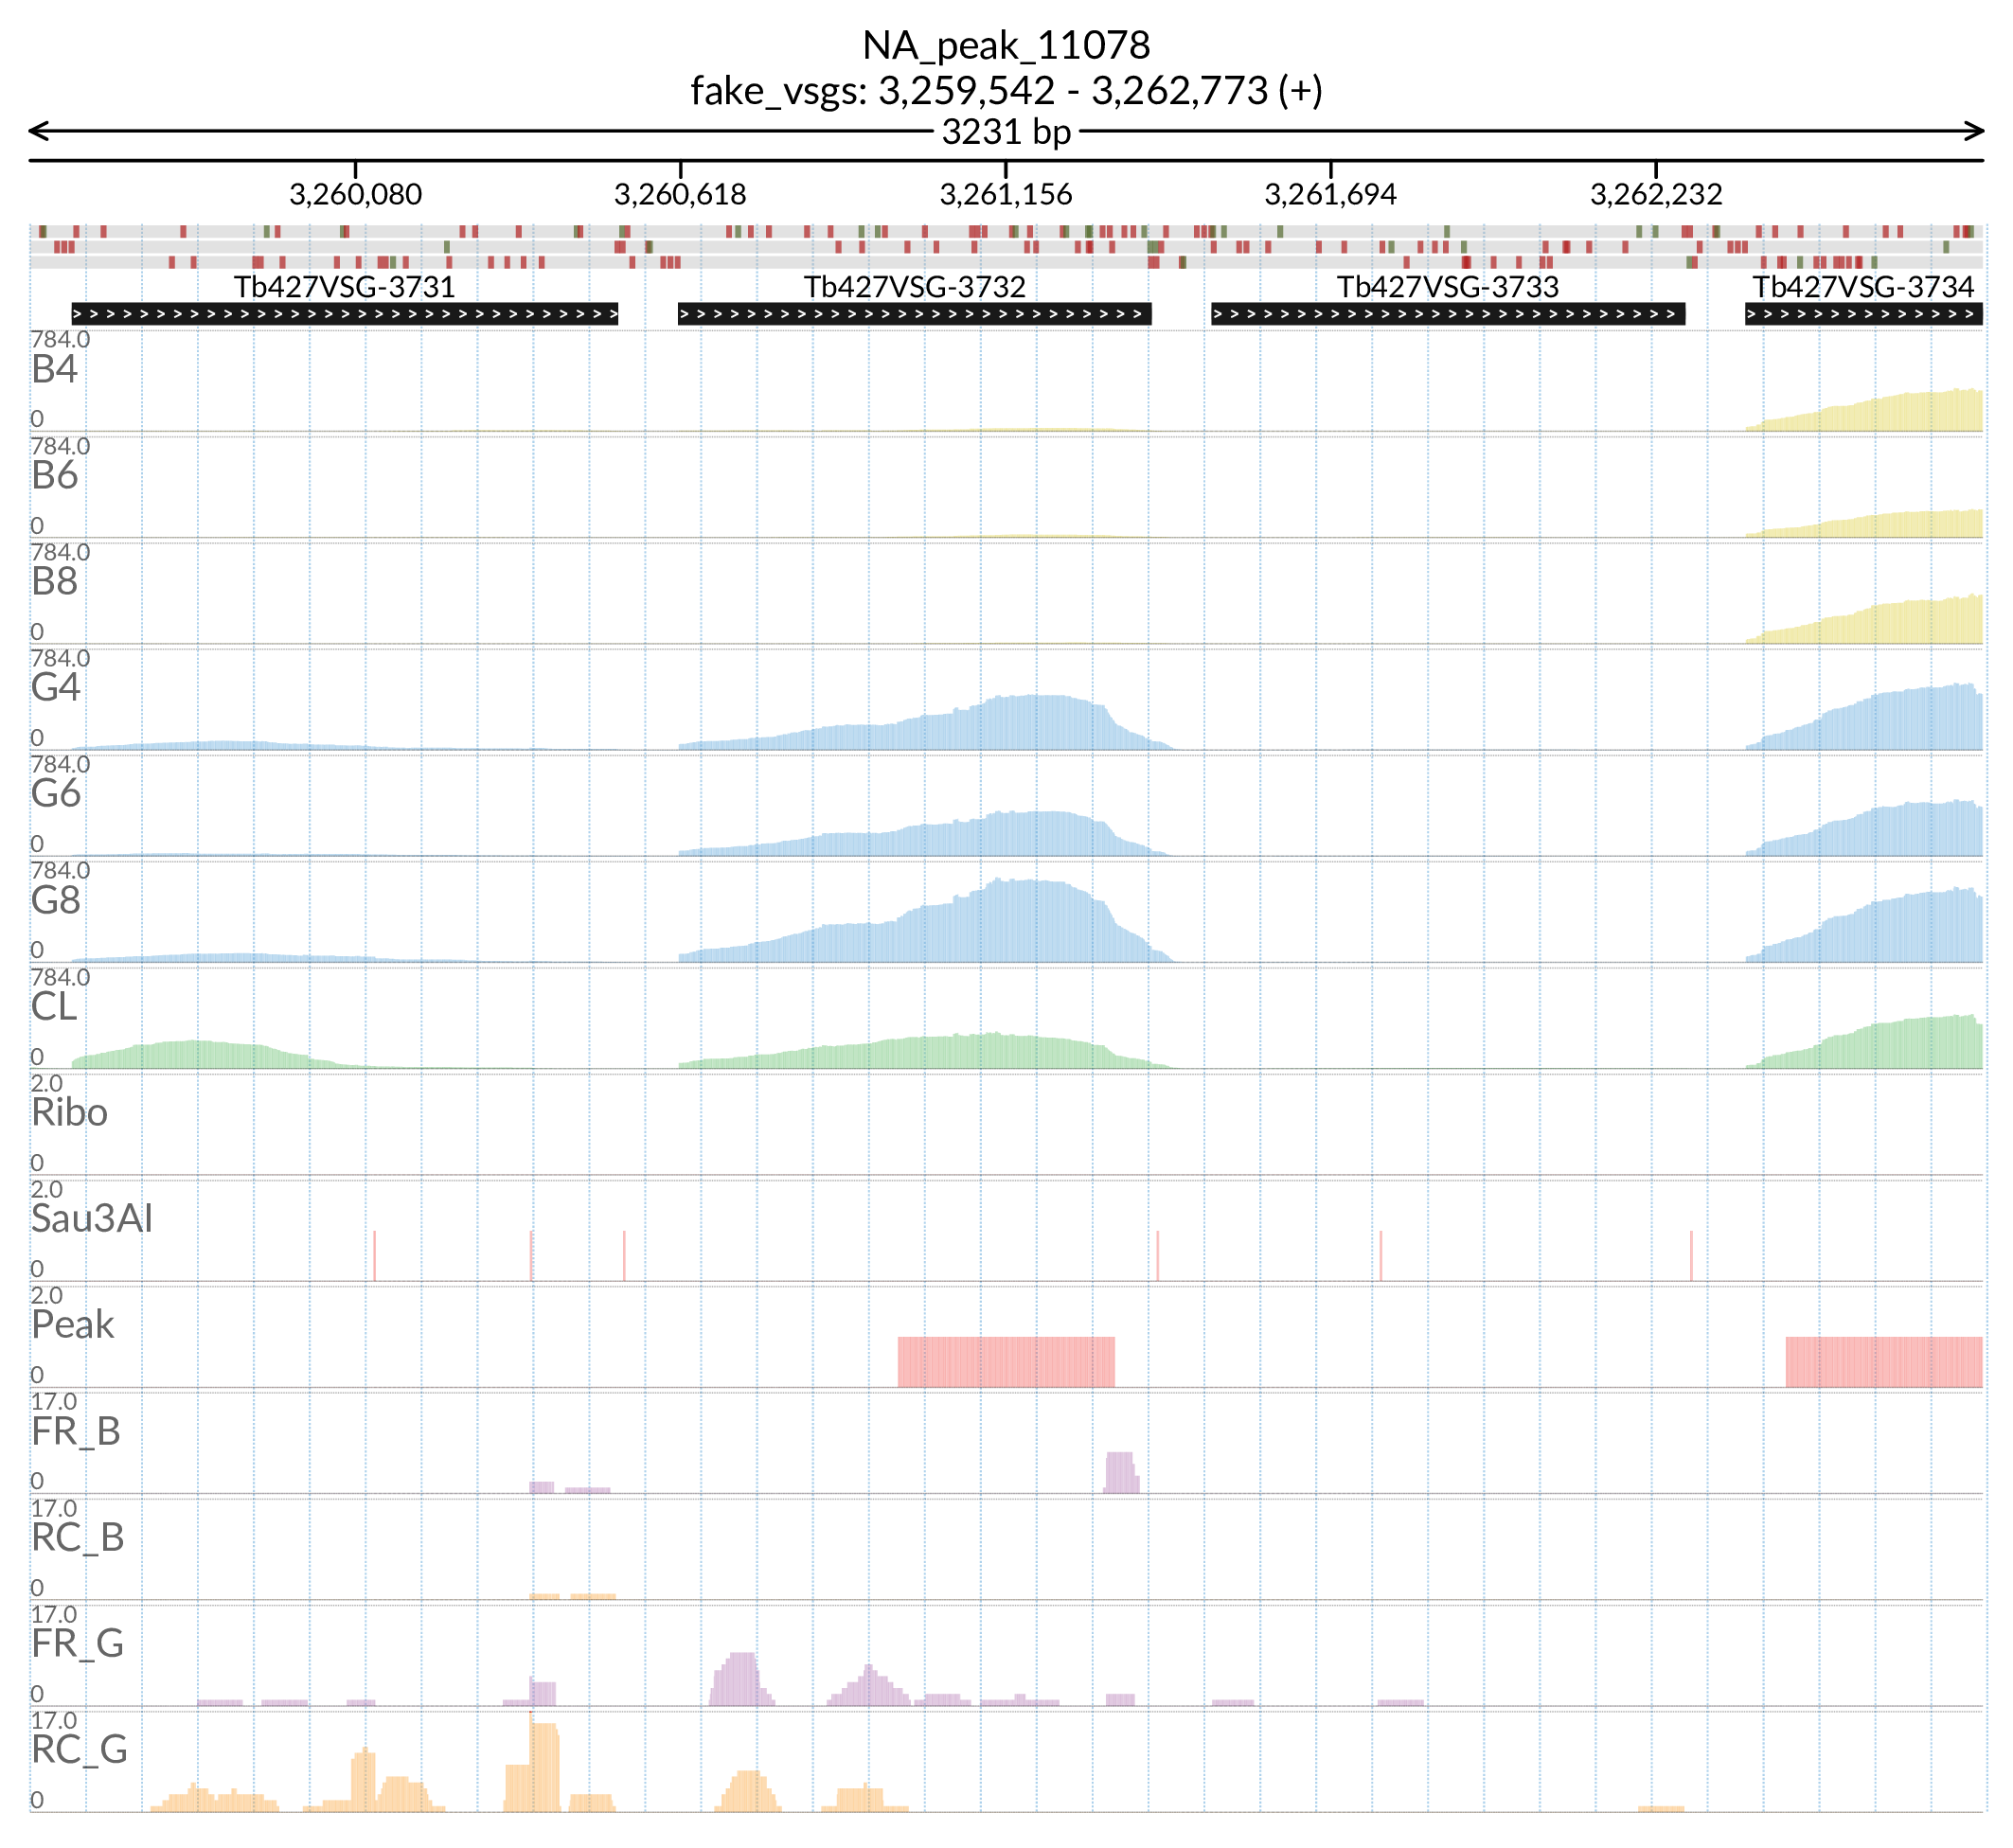 NA_peak_11078
fake_vsgs: 3,259,542 - 3,262,773 (+)
3231 bp
3,260,080 3,260,618 3,261,156 3,261,694 3,262,232
Tb427VSG-3731 Tb427VSG-3732 Tb427VSG-3733 Tb427VSG-3734
784.0
B4
0
784.0
B6
0
784.0
B8
0
784.0
G4
0
784.0
G6
0
784.0
G8
0
784.0
CL
0
2.0
Ribo
0
2.0
Sau3AI
0
2.0
Peak
0
17.0
FR_B
0
17.0
RC_B
0
17.0
FR_G
0
17.0
RC_G
0